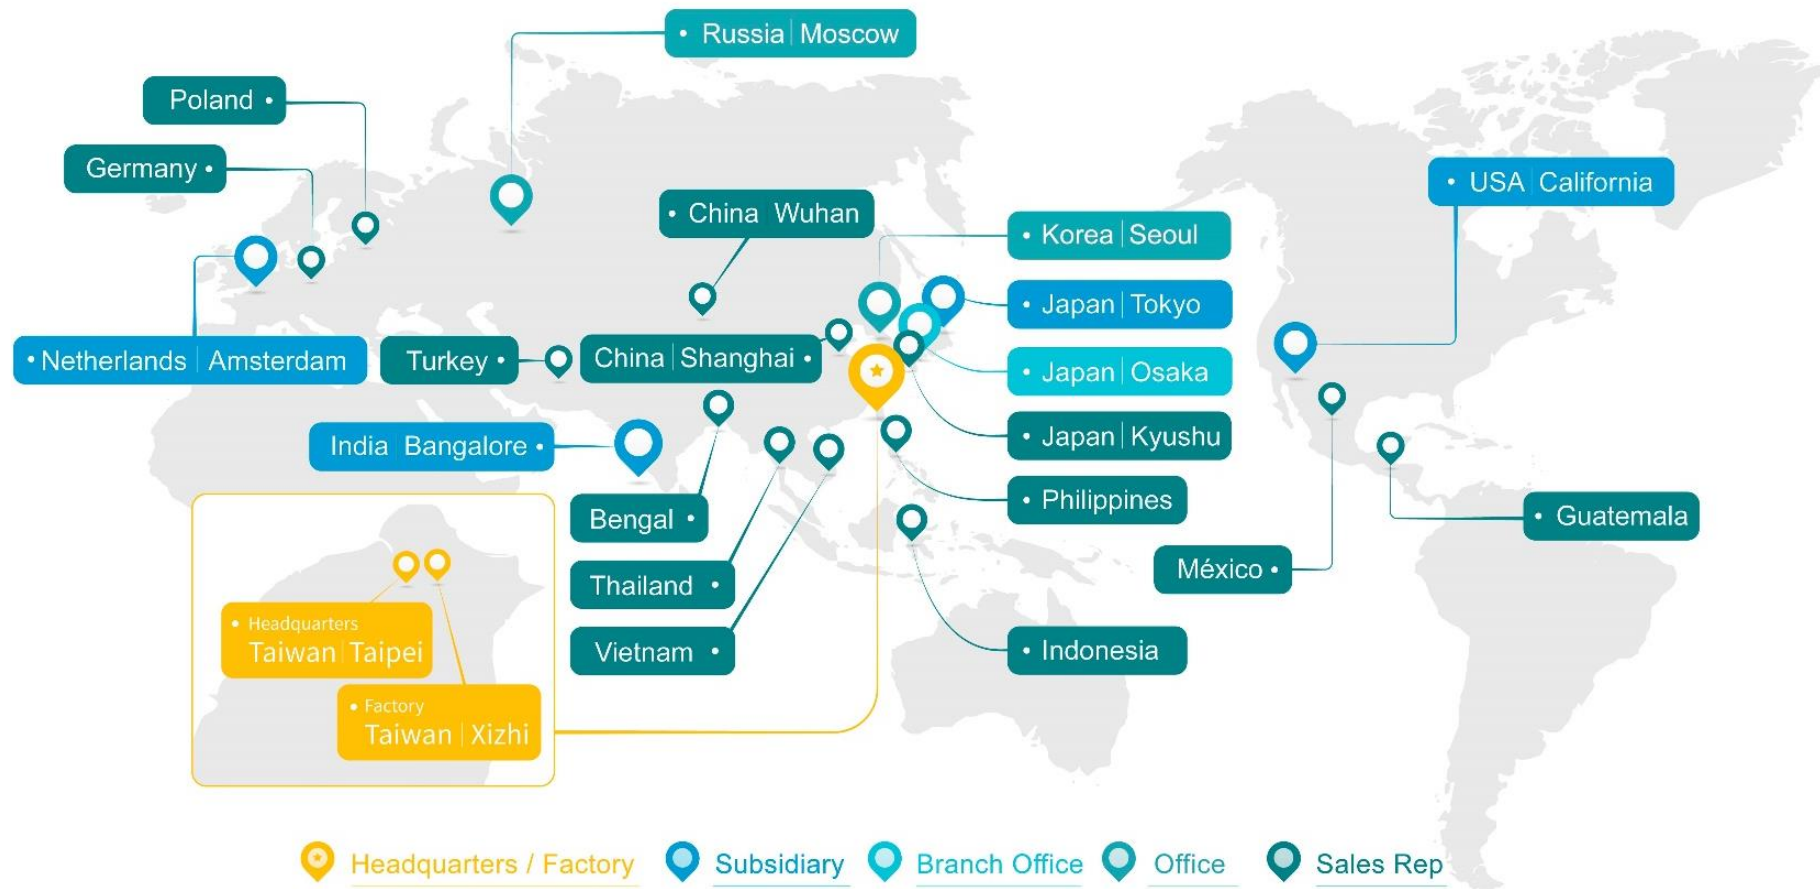 Russia | Moscow
Poland
Germany
USA | California
China | Wuhan
Korea | Seoul
Japan | Tokyo
Netherlands | Amsterdam
Turkey
China | Shanghai
Japan | Osaka
India | Bangalore
Japan | Kyushu
Bengal
Philippines
Guatemala
Thailand
México
Headquarters
Taiwan | Taipei
Vietnam
Indonesia
Factory
Taiwan | Xizhi
Headquarters / Factory
Subsidiary
Branch Office
Office
Sales Rep